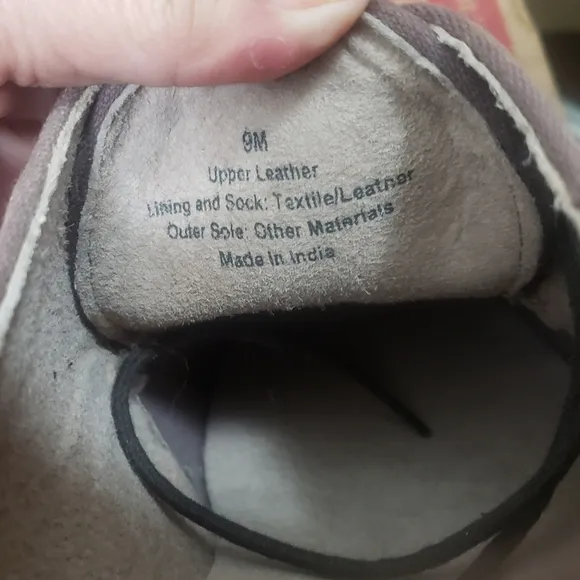 9M
Upper Leather
Lining and Sock: Textile/Leather
Outer Sole: Other Materials
Made In India